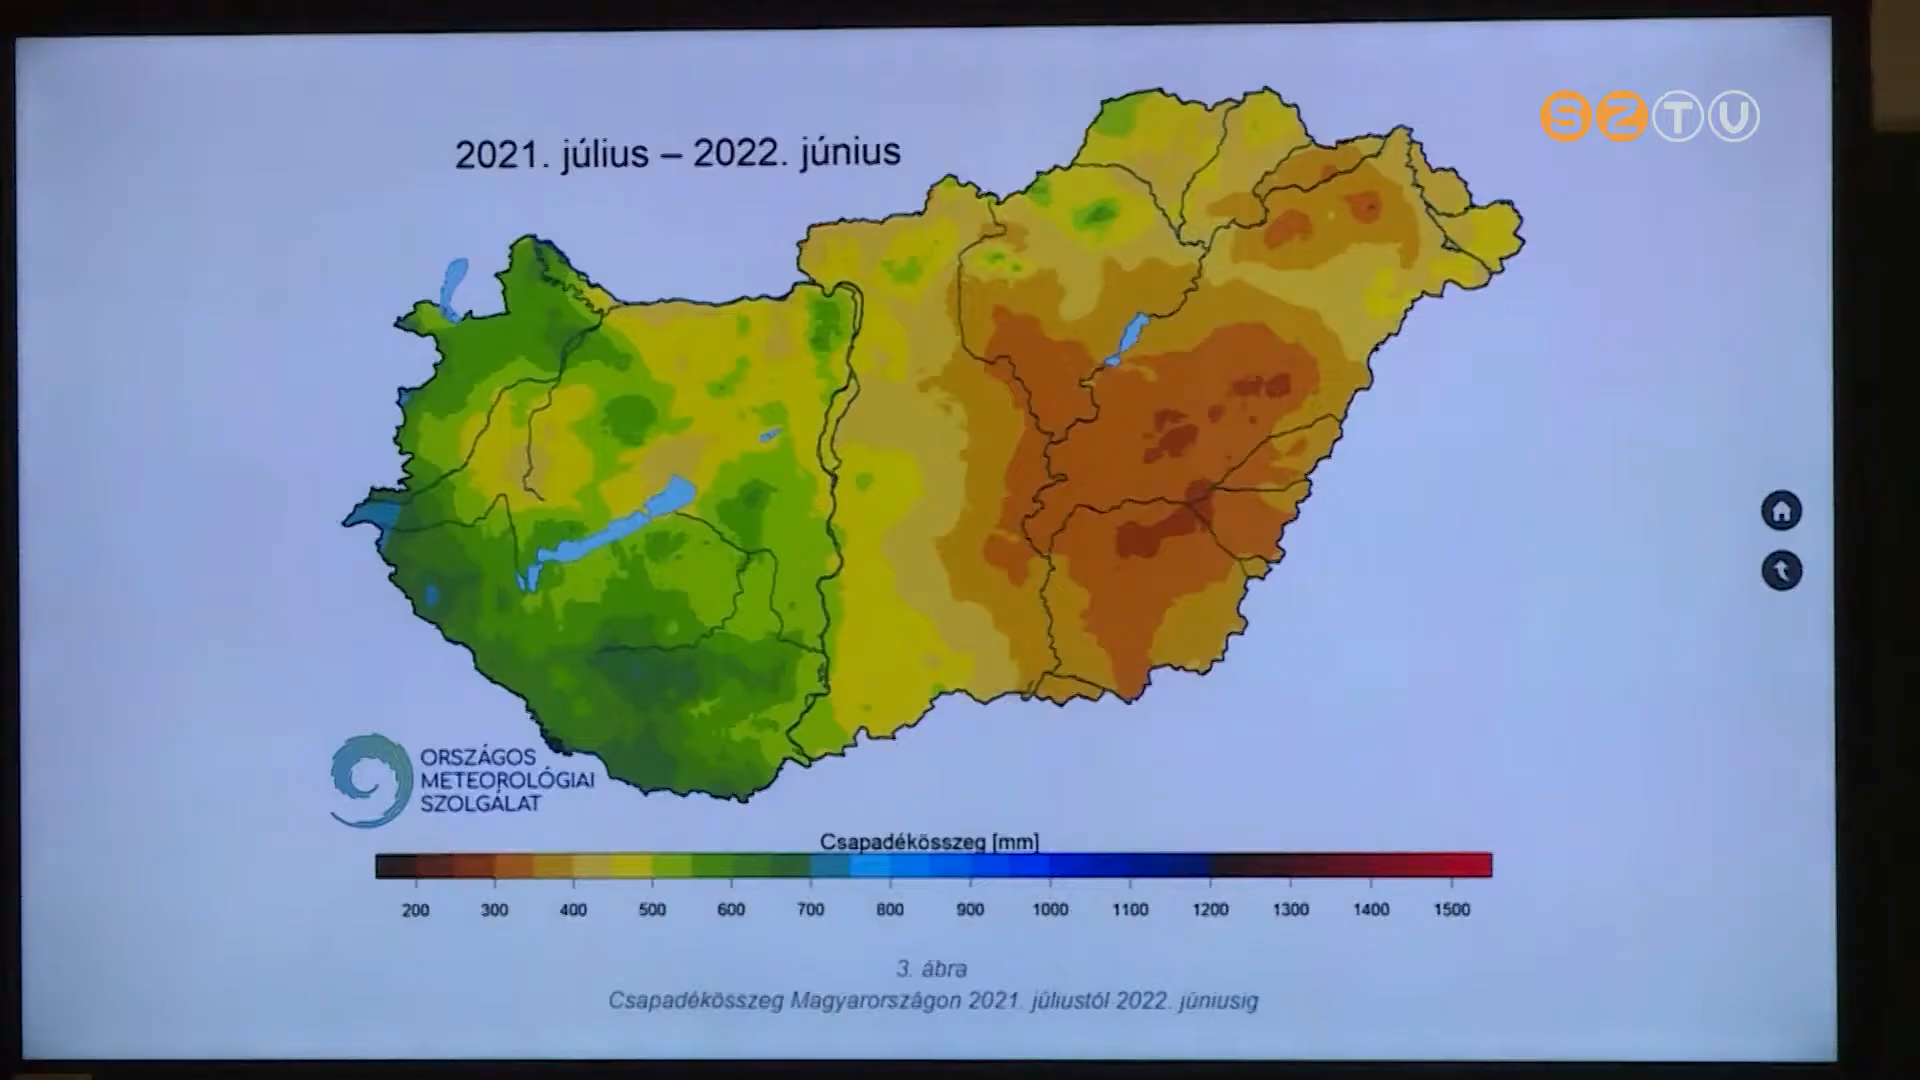 SZTV
2021. július – 2022. június
ORSZÁGOS
METEOROLÓGIAI
SZOLGÁLAT
Csapadékösszeg [mm]
200 300 400 500 600 700 800 900 1000 1100 1200 1300 1400 1500
3. ábra
Csapadékösszeg Magyarországon 2021. júliustól 2022. júniusig